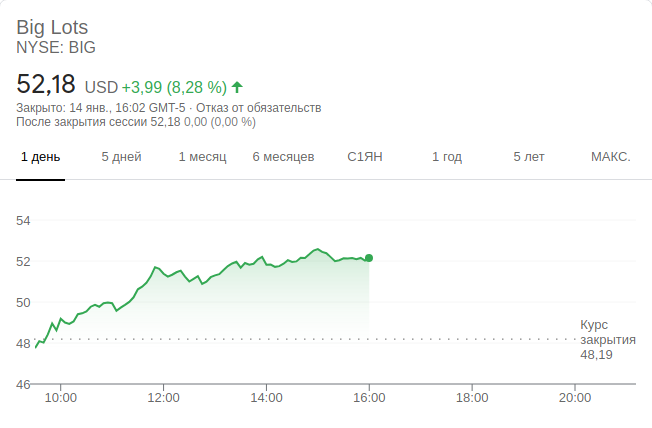 Big Lots
NYSE: BIG
52,18 USD +3,99 (8,28 %)
Закрыто: 14 янв., 16:02 GMT-5 · Отказ от обязательств
После закрытия сессии 52,18 0,00 (0,00 %)
1 день 5 дней 1 месяц 6 месяцев С1ЯН 1 год 5 лет МАКС.
54
52
50
48
46
Курс
закрытия
48,19
10:00 12:00 14:00 16:00 18:00 20:00